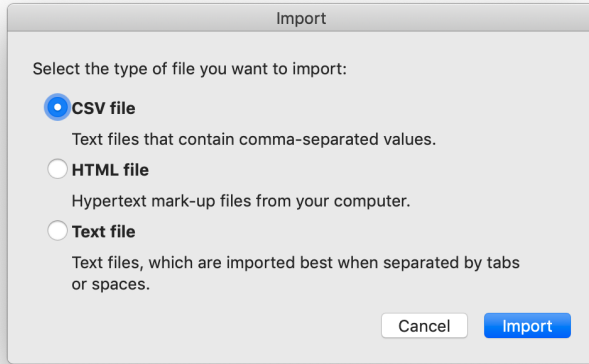 Import
Select the type of file you want to import:
CSV file
Text files that contain comma-separated values.
HTML file
Hypertext mark-up files from your computer.
Text file
Text files, which are imported best when separated by tabs
or spaces.
Cancel
Import